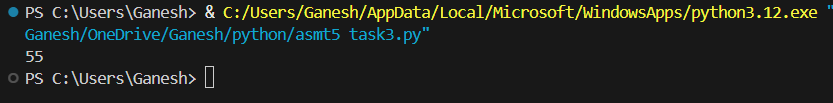 PS C:\Users\Ganesh> & C:/Users/Ganesh/AppData/Local/Microsoft/WindowsApps/python3.12.exe "
Ganesh/OneDrive/Ganesh/python/asmt5 task3.py"
55
PS C:\Users\Ganesh>